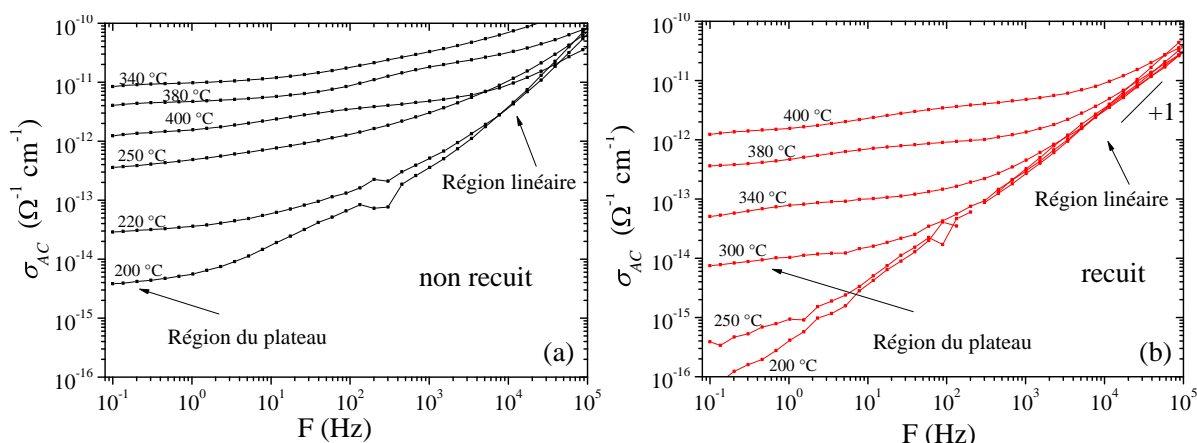 10^-10
10^-11
10^-12
10^-13
10^-14
10^-15
10^-16
σ_AC (Ω^-1 cm^-1)
340 °C
380 °C
400 °C
250 °C
220 °C
200 °C
Région linéaire
non recuit
Région du plateau
(a)
10^-1 10^0 10^1 10^2 10^3 10^4 10^5
F (Hz)
10^-10
10^-11
10^-12
10^-13
10^-14
10^-15
10^-16
σ_AC (Ω^-1 cm^-1)
400 °C
+1
380 °C
340 °C
Région linéaire
300 °C
recuit
250 °C
Région du plateau
200 °C
(b)
10^-1 10^0 10^1 10^2 10^3 10^4 10^5
F (Hz)